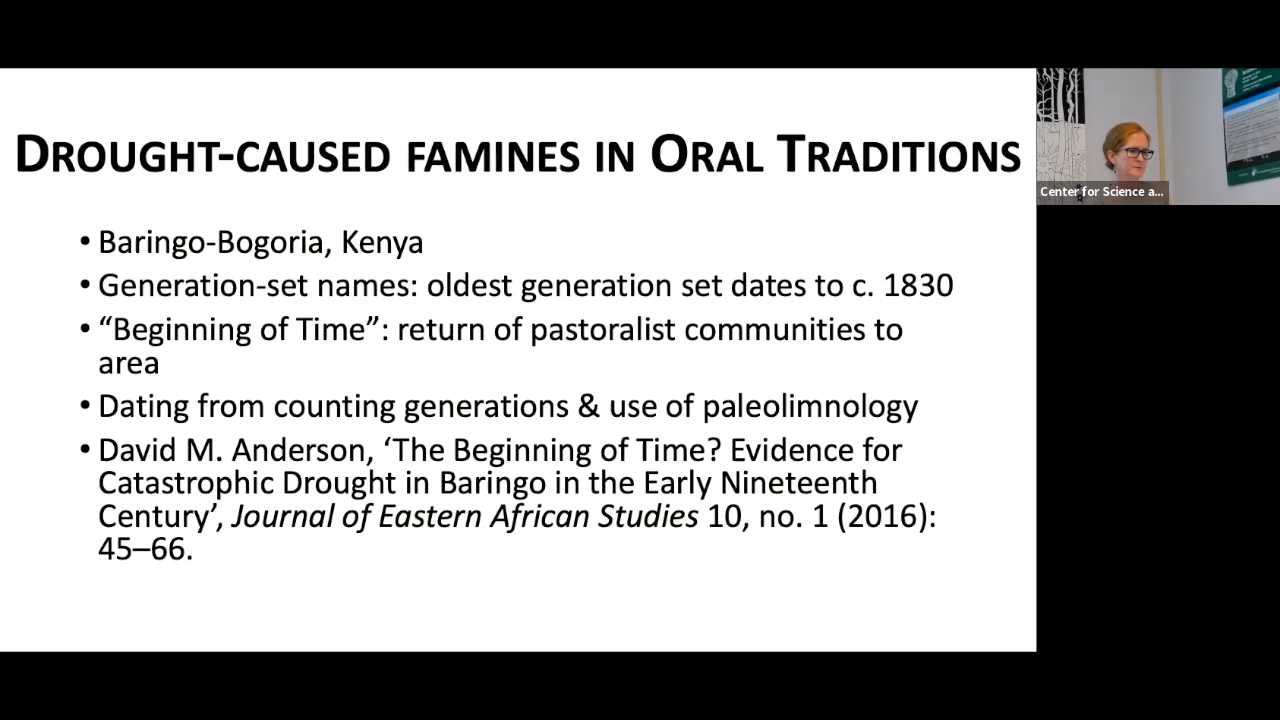 DROUGHT-CAUSED FAMINES IN ORAL TRADITIONS
• Baringo-Bogoria, Kenya
• Generation-set names: oldest generation set dates to c. 1830
• “Beginning of Time”: return of pastoralist communities to
area
• Dating from counting generations & use of paleolimnology
• David M. Anderson, ‘The Beginning of Time? Evidence for
Catastrophic Drought in Baringo in the Early Nineteenth
Century’, Journal of Eastern African Studies 10, no. 1 (2016):
45–66.
Center for Science a...